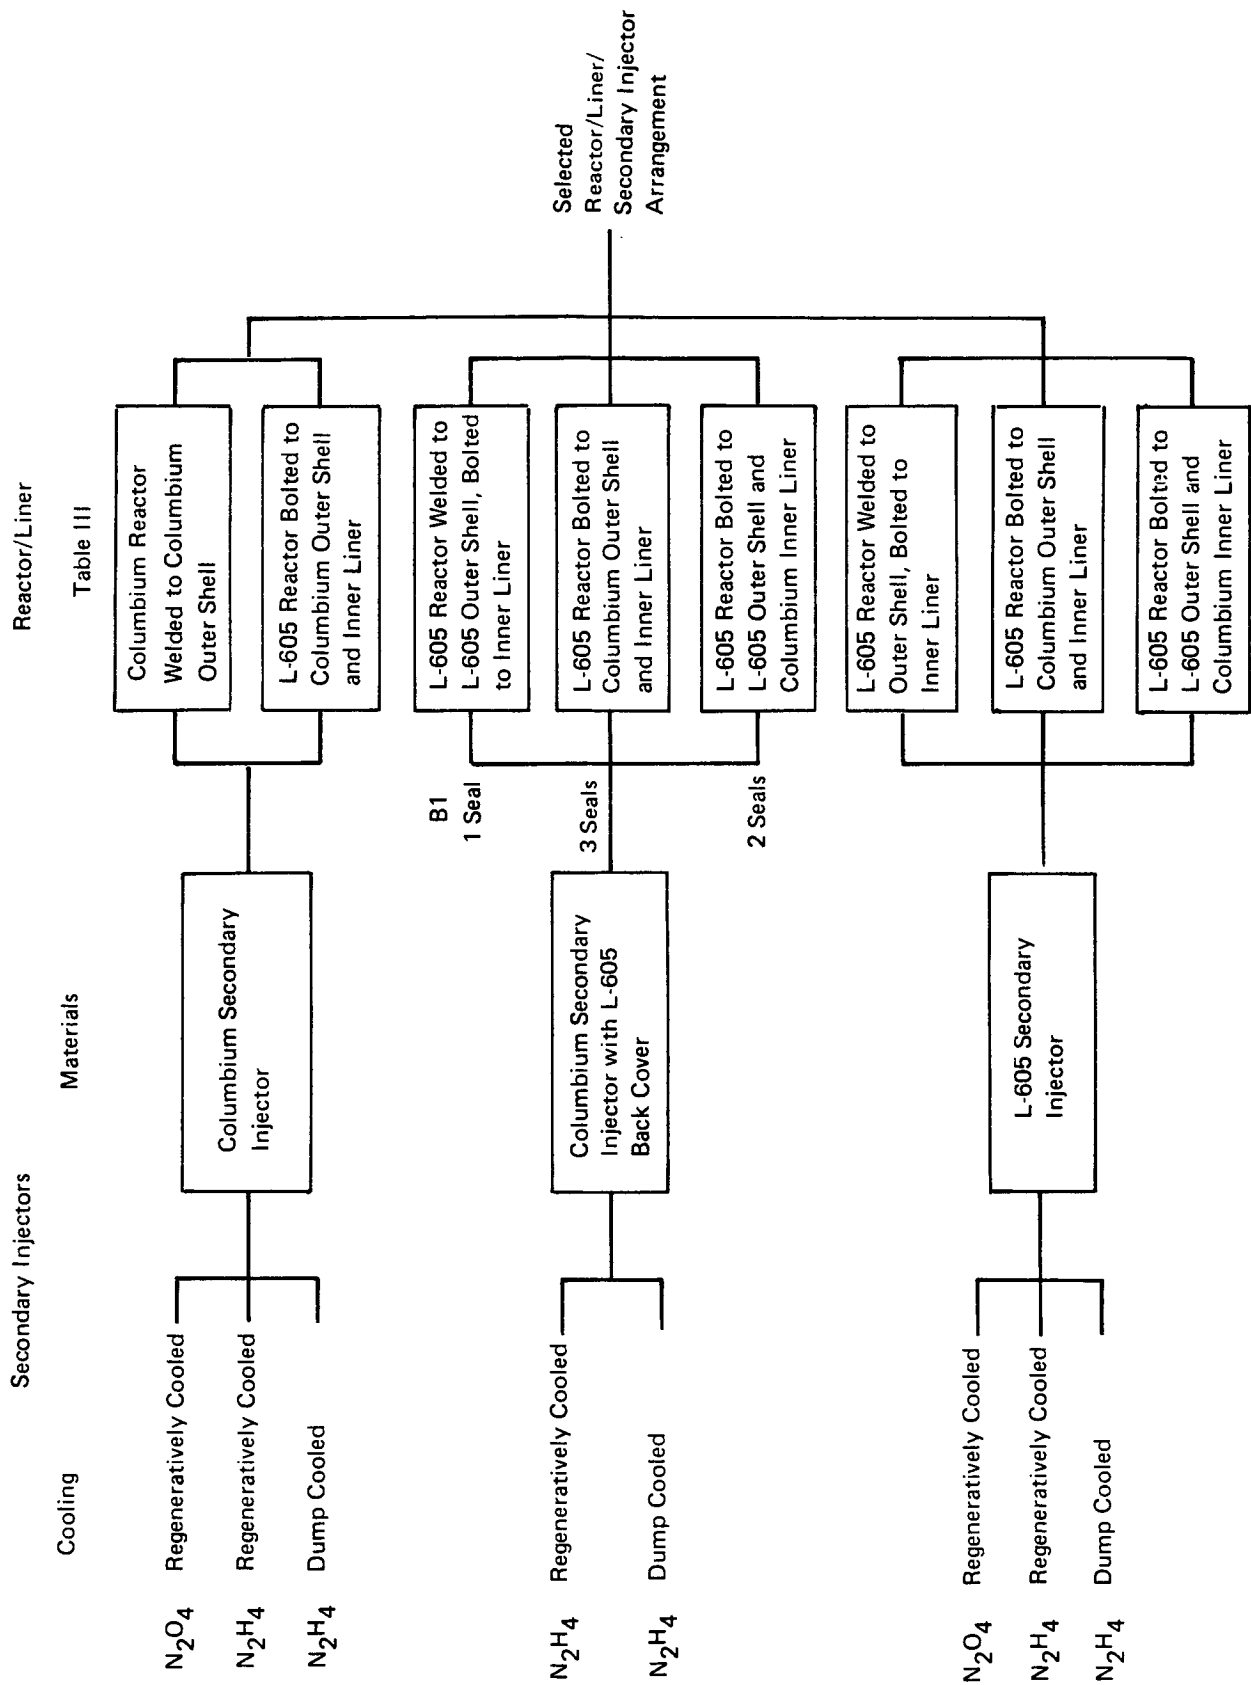 Secondary Injectors
Reactor/Liner
Cooling
Materials
Table III
N2O4 Regeneratively Cooled
N2H4 Regeneratively Cooled
N2H4 Dump Cooled
Columbium Secondary
Injector
Columbium Reactor
Welded to Columbium
Outer Shell
L-605 Reactor Bolted to
Columbium Outer Shell
and Inner Liner
N2H4 Regeneratively Cooled
N2H4 Dump Cooled
Columbium Secondary
Injector with L-605
Back Cover
B1
1 Seal
3 Seals
2 Seals
L-605 Reactor Welded to
L-605 Outer Shell, Bolted
to Inner Liner
L-605 Reactor Bolted to
Columbium Outer Shell
and Inner Liner
L-605 Reactor Bolted to
L-605 Outer Shell and
Columbium Inner Liner
Selected
Reactor/Liner/
Secondary Injector
Arrangement
N2O4 Regeneratively Cooled
N2H4 Regeneratively Cooled
N2H4 Dump Cooled
L-605 Secondary
Injector
L-605 Reactor Welded to
Outer Shell, Bolted to
Inner Liner
L-605 Reactor Bolted to
Columbium Outer Shell
and Inner Liner
L-605 Reactor Bolted to
L-605 Outer Shell and
Columbium Inner Liner